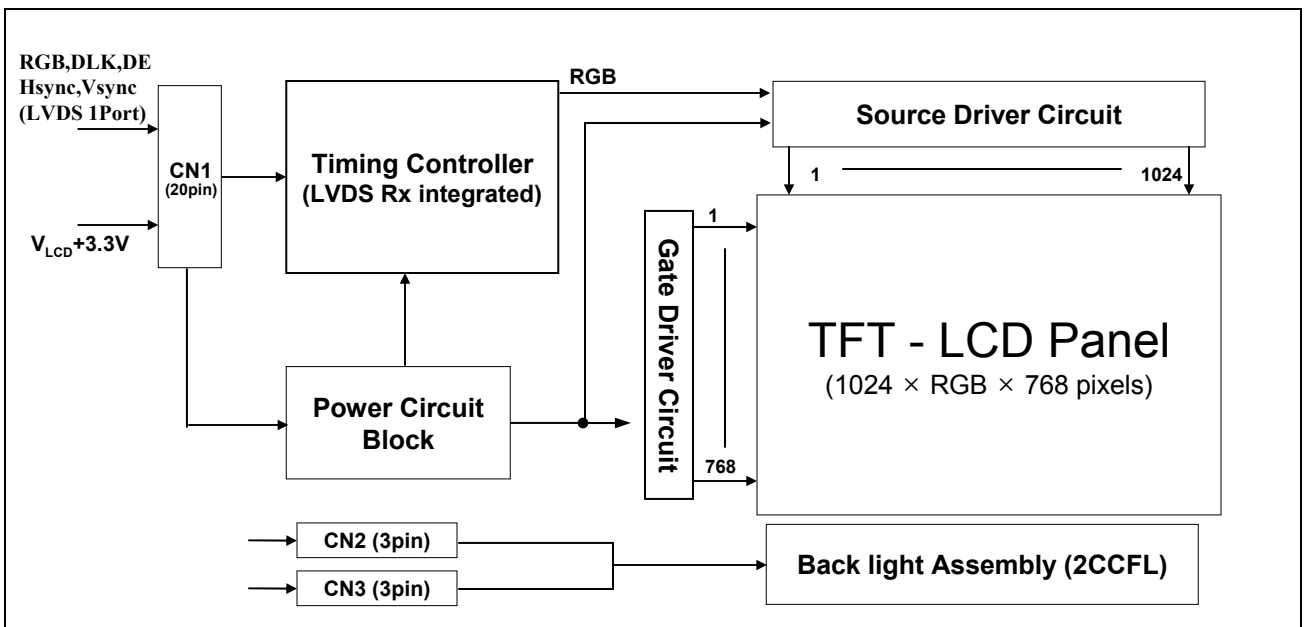 RGB,DLK,DE
Hsync,Vsync
(LVDS 1Port)
CN1
(20pin)
V_LCD+3.3V
Timing Controller
(LVDS Rx integrated)
RGB
Source Driver Circuit
1
1024
Power Circuit
Block
Gate Driver Circuit
1
768
TFT - LCD Panel
(1024 × RGB × 768 pixels)
CN2 (3pin)
CN3 (3pin)
Back light Assembly (2CCFL)